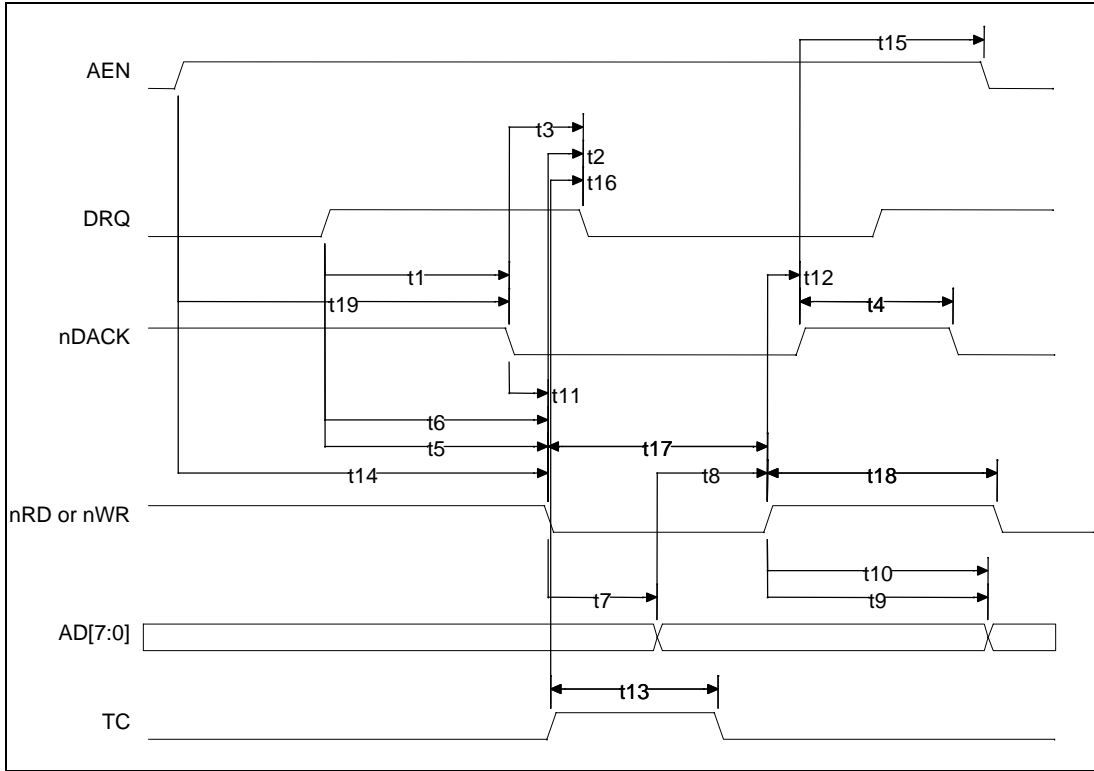 t15
AEN
t3
t2
t16
DRQ
t1
t12
t19
t4
nDACK
t11
t6
t5
t17
t14
t8
t18
nRD or nWR
t10
t7
t9
AD[7:0]
t13
TC